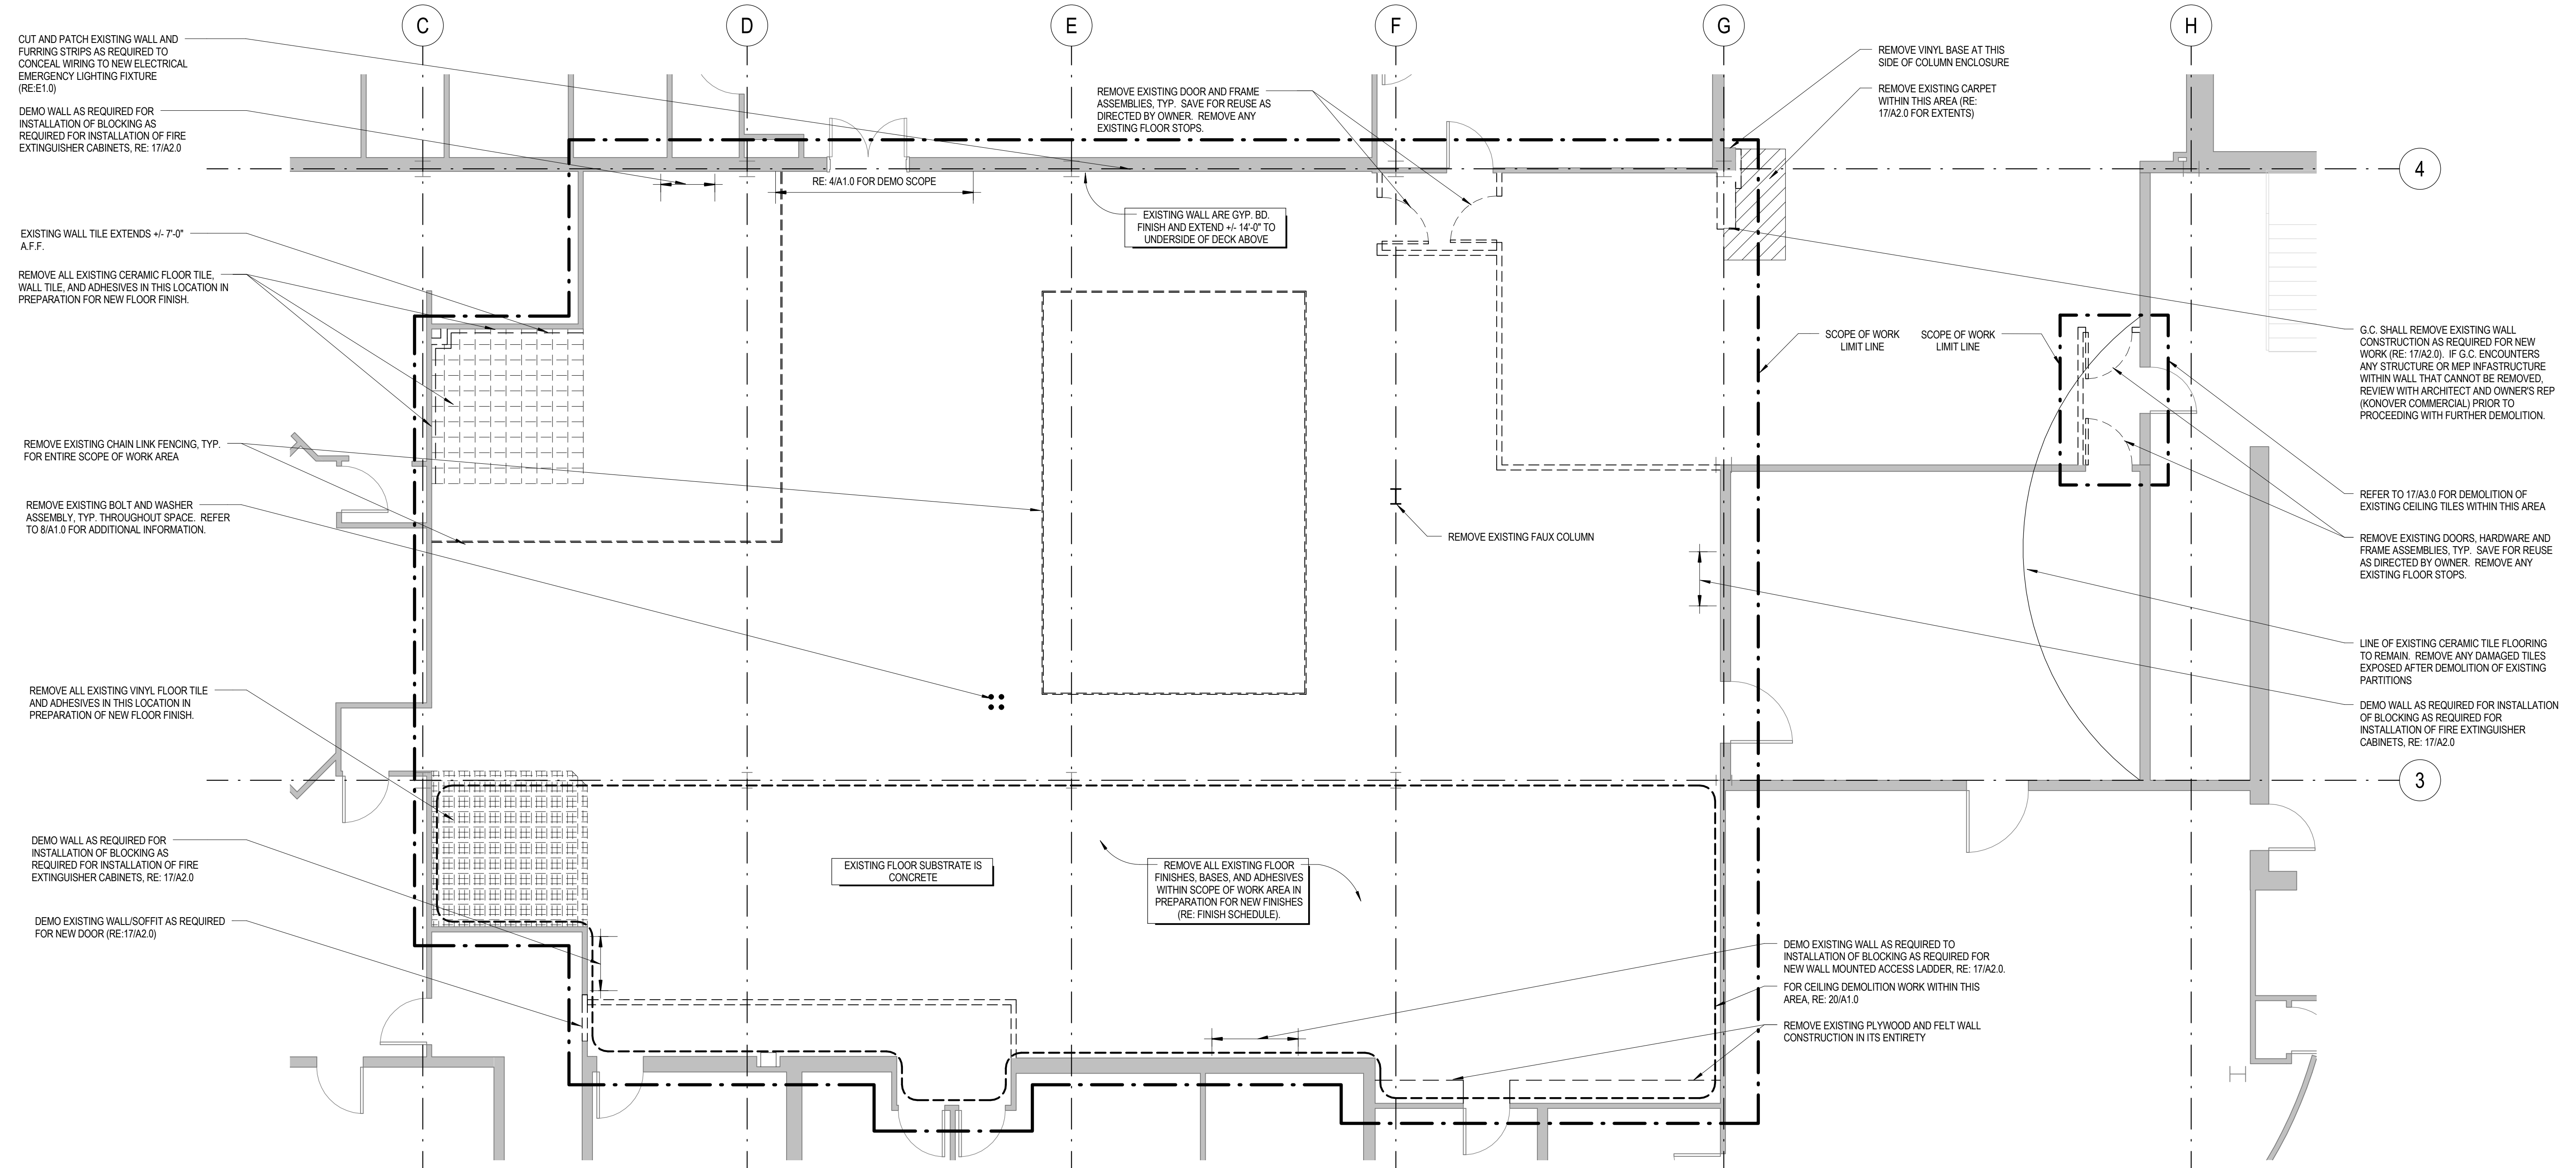 C
D
E
F
G
H
4
3
CUT AND PATCH EXISTING WALL AND
FURRING STRIPS AS REQUIRED TO
CONCEAL WIRING TO NEW ELECTRICAL
EMERGENCY LIGHTING FIXTURE
(RE:E1.0)
DEMO WALL AS REQUIRED FOR
INSTALLATION OF BLOCKING AS
REQUIRED FOR INSTALLATION OF FIRE
EXTINGUISHER CABINETS, RE: 17/A2.0
EXISTING WALL TILE EXTENDS +/- 7'-0"
A.F.F.
REMOVE ALL EXISTING CERAMIC FLOOR TILE,
WALL TILE, AND ADHESIVES IN THIS LOCATION IN
PREPARATION FOR NEW FLOOR FINISH.
REMOVE EXISTING CHAIN LINK FENCING, TYP.
FOR ENTIRE SCOPE OF WORK AREA
REMOVE EXISTING BOLT AND WASHER
ASSEMBLY, TYP. THROUGHOUT SPACE. REFER
TO 8/A1.0 FOR ADDITIONAL INFORMATION.
REMOVE ALL EXISTING VINYL FLOOR TILE
AND ADHESIVES IN THIS LOCATION IN
PREPARATION OF NEW FLOOR FINISH.
DEMO WALL AS REQUIRED FOR
INSTALLATION OF BLOCKING AS
REQUIRED FOR INSTALLATION OF FIRE
EXTINGUISHER CABINETS, RE: 17/A2.0
DEMO EXISTING WALL/SOFFIT AS REQUIRED
FOR NEW DOOR (RE:17/A2.0)
RE: 4/A1.0 FOR DEMO SCOPE
REMOVE EXISTING DOOR AND FRAME
ASSEMBLIES, TYP. SAVE FOR REUSE AS
DIRECTED BY OWNER. REMOVE ANY
EXISTING FLOOR STOPS.
EXISTING WALL ARE GYP. BD.
FINISH AND EXTEND +/- 14'-0" TO
UNDERSIDE OF DECK ABOVE
REMOVE EXISTING FAUX COLUMN
EXISTING FLOOR SUBSTRATE IS
CONCRETE
REMOVE ALL EXISTING FLOOR
FINISHES, BASES, AND ADHESIVES
WITHIN SCOPE OF WORK AREA IN
PREPARATION FOR NEW FINISHES
(RE: FINISH SCHEDULE).
REMOVE VINYL BASE AT THIS
SIDE OF COLUMN ENCLOSURE
REMOVE EXISTING CARPET
WITHIN THIS AREA (RE:
17/A2.0 FOR EXTENTS)
SCOPE OF WORK
LIMIT LINE
SCOPE OF WORK
LIMIT LINE
DEMO EXISTING WALL AS REQUIRED TO
INSTALLATION OF BLOCKING AS REQUIRED FOR
NEW WALL MOUNTED ACCESS LADDER, RE: 17/A2.0.
FOR CEILING DEMOLITION WORK WITHIN THIS
AREA, RE: 20/A1.0
REMOVE EXISTING PLYWOOD AND FELT WALL
CONSTRUCTION IN ITS ENTIRETY
G.C. SHALL REMOVE EXISTING WALL
CONSTRUCTION AS REQUIRED FOR NEW
WORK (RE: 17/A2.0). IF G.C. ENCOUNTERS
ANY STRUCTURE OR MEP INFASTRUCTURE
WITHIN WALL THAT CANNOT BE REMOVED,
REVIEW WITH ARCHITECT AND OWNER'S REP
(KONOVER COMMERCIAL) PRIOR TO
PROCEEDING WITH FURTHER DEMOLITION.
REFER TO 17/A3.0 FOR DEMOLITION OF
EXISTING CEILING TILES WITHIN THIS AREA
REMOVE EXISTING DOORS, HARDWARE AND
FRAME ASSEMBLIES, TYP. SAVE FOR REUSE
AS DIRECTED BY OWNER. REMOVE ANY
EXISTING FLOOR STOPS.
LINE OF EXISTING CERAMIC TILE FLOORING
TO REMAIN. REMOVE ANY DAMAGED TILES
EXPOSED AFTER DEMOLITION OF EXISTING
PARTITIONS
DEMO WALL AS REQUIRED FOR INSTALLATION
OF BLOCKING AS REQUIRED FOR
INSTALLATION OF FIRE EXTINGUISHER
CABINETS, RE: 17/A2.0